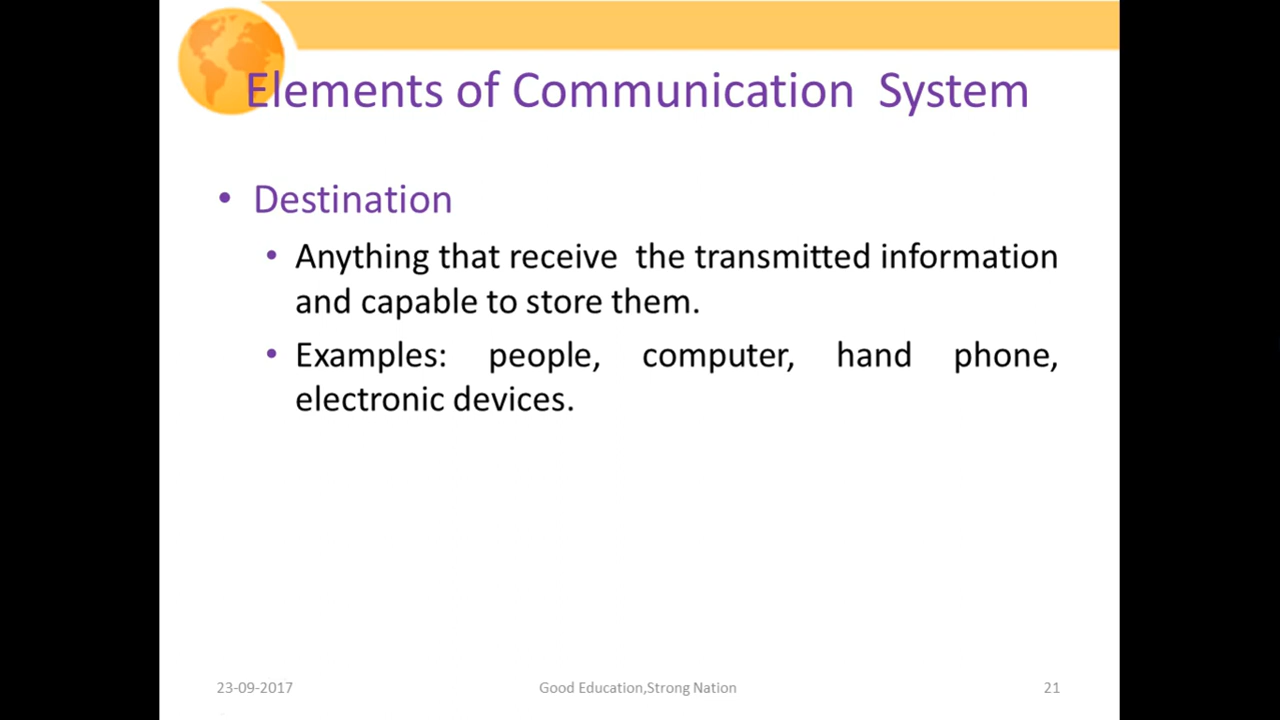 Elements of Communication  System
• Destination
• Anything that receive  the transmitted information
and capable to store them.
• Examples: people, computer, hand phone,
electronic devices.
23-09-2017 Good Education,Strong Nation 21